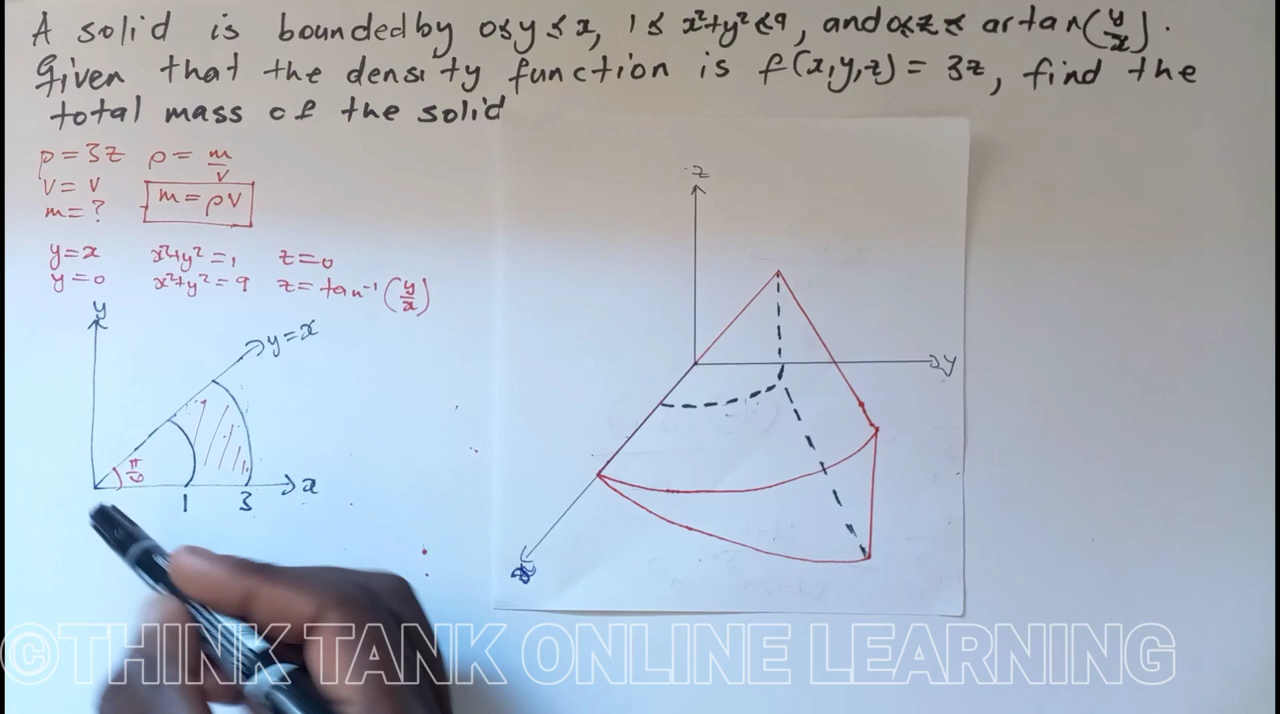 A solid is bounded by 0≤y≤x, 1≤ x²+y²≤9, and 0≤z≤ artan(y/x).
Given that the density function is f(x,y,z) = 3z, find the
total mass of the solid
ρ=3z ρ = m/v
v= v
m=? m = ρv
y=x x²+y²=1 z=0
y=0 x²+y²=9 z= tan⁻¹(y/x)
y
y=x
1 3 x
z
y
©THINK TANK ONLINE LEARNING